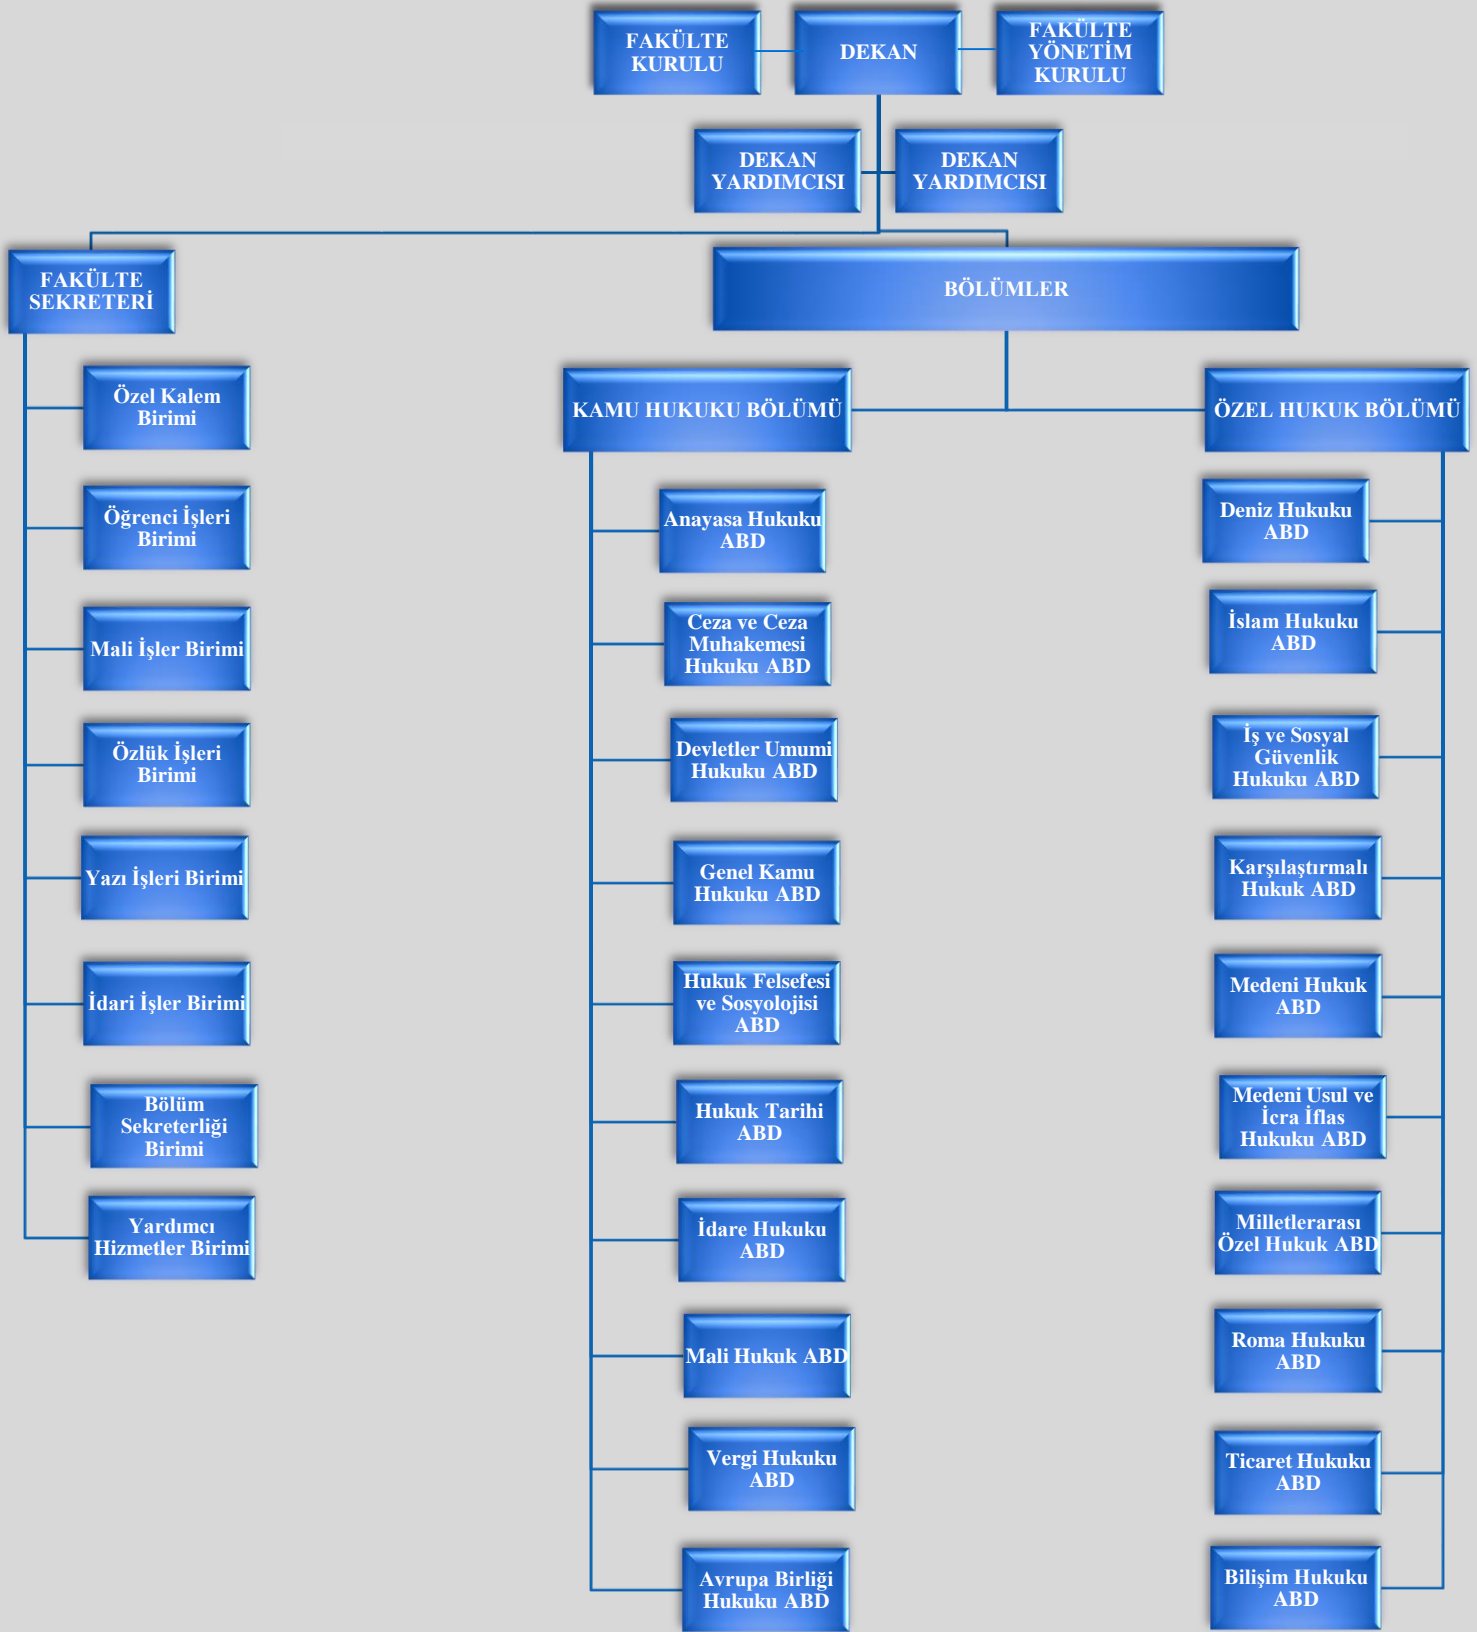 FAKÜLTE
KURULU
DEKAN
FAKÜLTE
YÖNETİM
KURULU
DEKAN
YARDIMCISI
DEKAN
YARDIMCISI
FAKÜLTE
SEKRETERİ
BÖLÜMLER
Özel Kalem
Birimi
Öğrenci İşleri
Birimi
Mali İşler Birimi
Özlük İşleri
Birimi
Yazı İşleri Birimi
İdari İşler Birimi
Bölüm
Sekreterliği
Birimi
Yardımcı
Hizmetler Birimi
KAMU HUKUKU BÖLÜMÜ
Anayasa Hukuku
ABD
Ceza ve Ceza
Muhakemesi
Hukuku ABD
Devletler Umumi
Hukuku ABD
Genel Kamu
Hukuku ABD
Hukuk Felsefesi
ve Sosyolojisi
ABD
Hukuk Tarihi
ABD
İdare Hukuku
ABD
Mali Hukuk ABD
Vergi Hukuku
ABD
Avrupa Birliği
Hukuku ABD
ÖZEL HUKUK BÖLÜMÜ
Deniz Hukuku
ABD
İslam Hukuku
ABD
İş ve Sosyal
Güvenlik
Hukuku ABD
Karşılaştırmalı
Hukuk ABD
Medeni Hukuk
ABD
Medeni Usul ve
İcra İflas
Hukuku ABD
Milletlerarası
Özel Hukuk ABD
Roma Hukuku
ABD
Ticaret Hukuku
ABD
Bilişim Hukuku
ABD